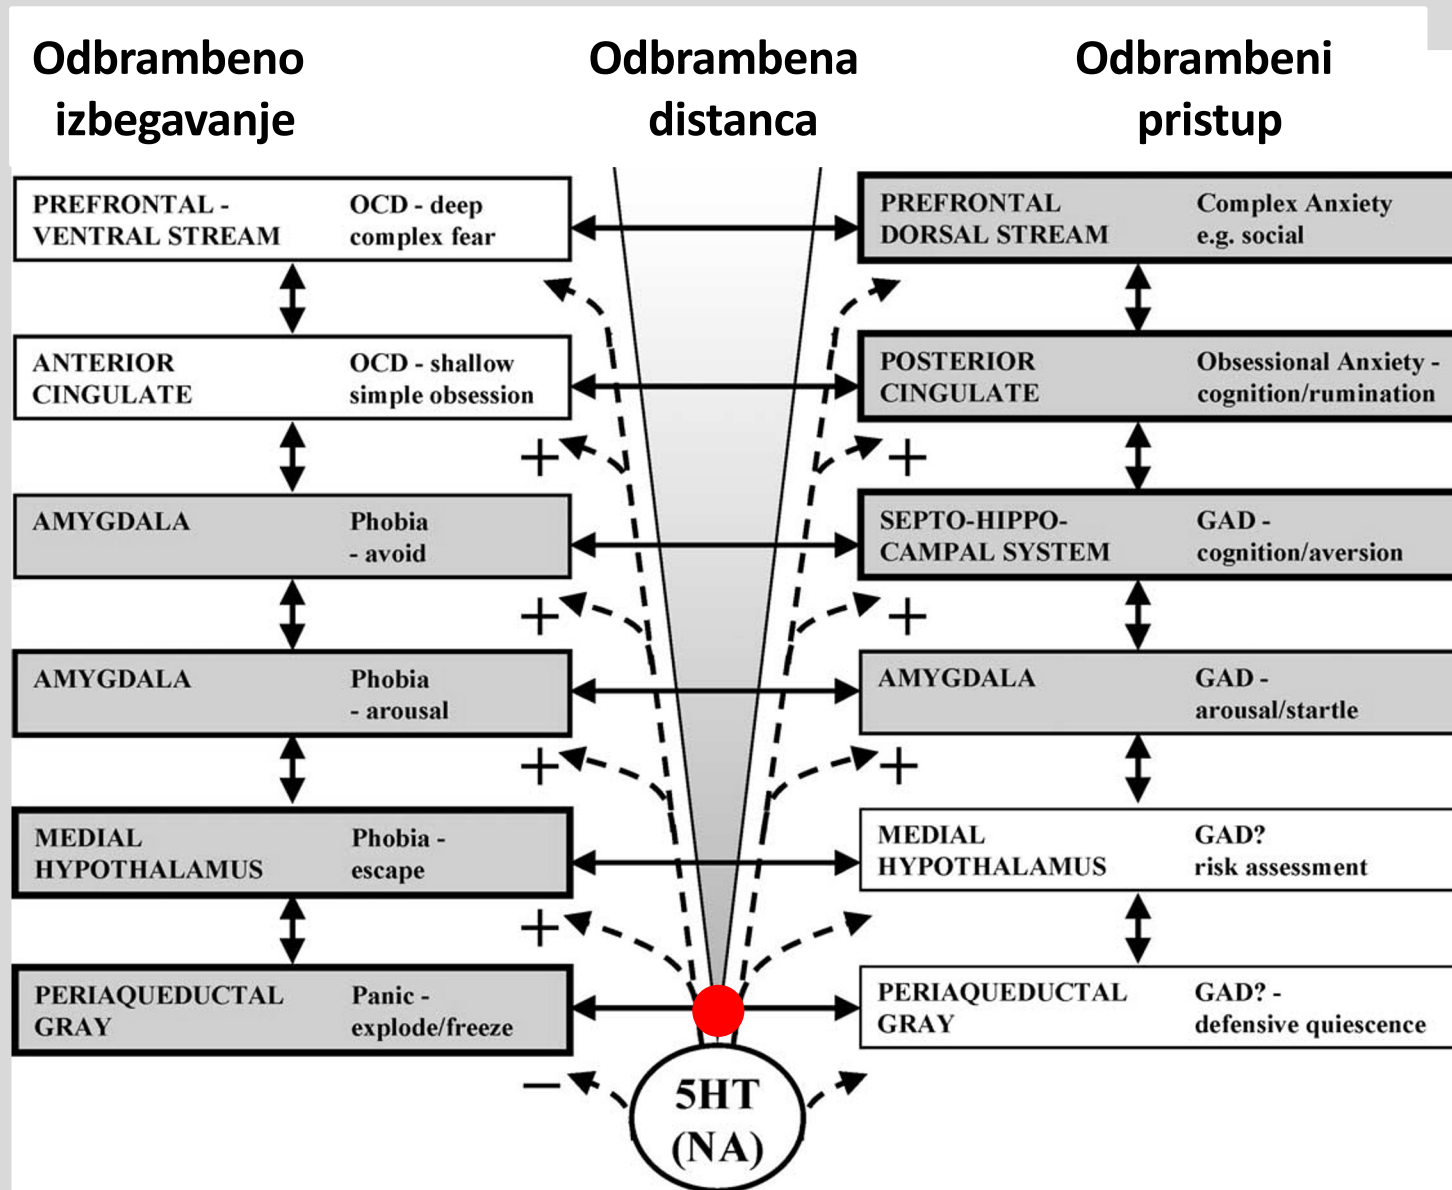 Odbrambeno
izbegavanje
Odbrambena
distanca
Odbrambeni
pristup
PREFRONTAL -
VENTRAL STREAM
OCD - deep
complex fear
PREFRONTAL
DORSAL STREAM
Complex Anxiety
e.g. social
ANTERIOR
CINGULATE
OCD - shallow
simple obsession
POSTERIOR
CINGULATE
Obsessional Anxiety -
cognition/rumination
+
+
AMYGDALA
Phobia
- avoid
SEPTO-HIPPO-
CAMPAL SYSTEM
GAD -
cognition/aversion
+
+
AMYGDALA
Phobia
- arousal
AMYGDALA
GAD -
arousal/startle
+
+
MEDIAL
HYPOTHALAMUS
Phobia -
escape
MEDIAL
HYPOTHALAMUS
GAD?
risk assessment
+
PERIAQUEDUCTAL
GRAY
Panic -
explode/freeze
PERIAQUEDUCTAL
GRAY
GAD? -
defensive quiescence
–
5HT
(NA)